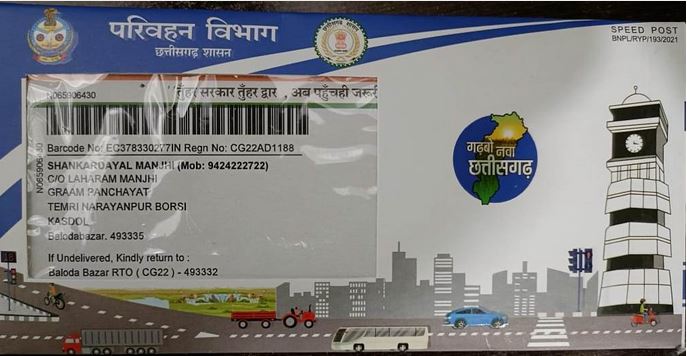 परिवहन विभाग
छत्तीसगढ़ शासन
SPEED POST
BNPL/RYP/193/2021
N065906430
तुंहर सरकार तुंहर द्वार , अब पहुँचही जरूरी
Barcode No: EC378330277IN Regn No: CG22AD1188
SHANKARDAYAL MANJHI (Mob: 9424222722)
C/O LAHARAM MANJHI
GRAAM PANCHAYAT
TEMRI NARAYANPUR BORSI
KASDOL
Balodabazar. 493335
If Undelivered, Kindly return to :
Baloda Bazar RTO ( CG22 ) - 493332
N065906430
गढ़बो नवा
छत्तीसगढ़